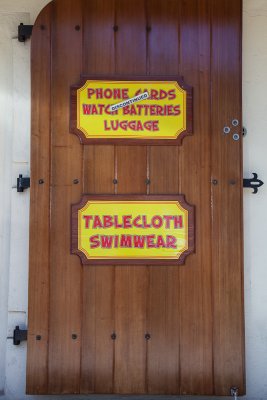 PHONE CARDS
DISCONTINUED
WATCH BATTERIES
LUGGAGE
TABLECLOTH
SWIMWEAR